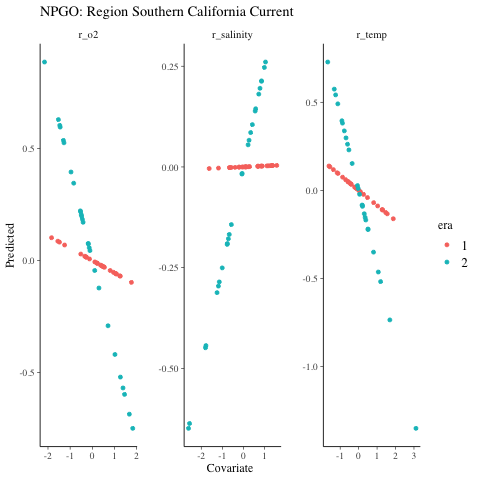 NPGO: Region Southern California Current
r_o2
r_salinity
r_temp
Predicted
0.5
0.0
-0.5
0.25
0.00
-0.25
-0.50
0.5
0.0
-0.5
-1.0
-2 -1 0 1 2
-2 -1 0 1
-1 0 1 2 3
Covariate
era
1
2